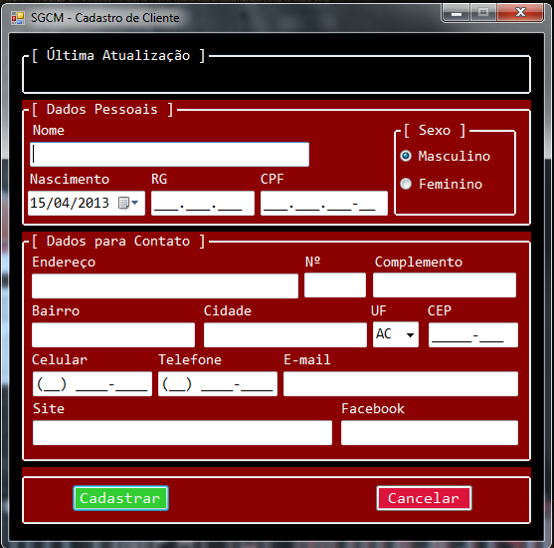 SGCM - Cadastro de Cliente
[ Última Atualização ]
[ Dados Pessoais ]
Nome
[ Sexo ]
Masculino
Feminino
Nascimento RG CPF
15/04/2013 ___.___.___ ___.___.___-__
[ Dados para Contato ]
Endereço Nº Complemento
Bairro Cidade UF CEP
AC _____-___
Celular Telefone E-mail
(__) ____-____ (__) ____-____
Site Facebook
Cadastrar Cancelar